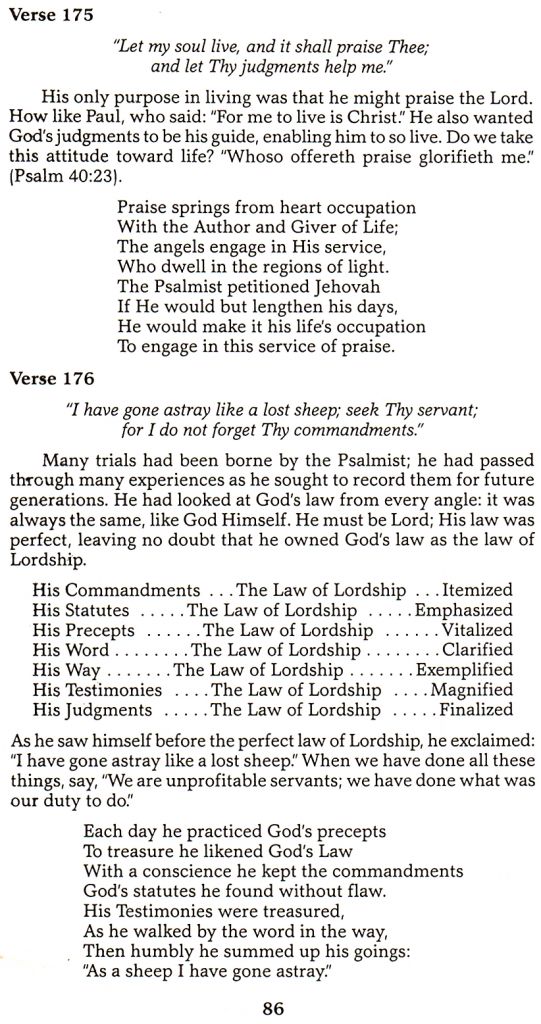 Verse 175
"Let my soul live, and it shall praise Thee;
and let Thy judgments help me."
His only purpose in living was that he might praise the Lord.
How like Paul, who said: "For me to live is Christ." He also wanted
God's judgments to be his guide, enabling him to so live. Do we take
this attitude toward life? "Whoso offereth praise glorifieth me."
(Psalm 40:23).
Praise springs from heart occupation
With the Author and Giver of Life;
The angels engage in His service,
Who dwell in the regions of light.
The Psalmist petitioned Jehovah
If He would but lengthen his days,
He would make it his life's occupation
To engage in this service of praise.
Verse 176
"I have gone astray like a lost sheep; seek Thy servant;
for I do not forget Thy commandments."
Many trials had been borne by the Psalmist; he had passed
through many experiences as he sought to record them for future
generations. He had looked at God's law from every angle: it was
always the same, like God Himself. He must be Lord; His law was
perfect, leaving no doubt that he owned God's law as the law of
Lordship.
His Commandments ...The Law of Lordship ...Itemized
His Statutes .....The Law of Lordship .....Emphasized
His Precepts ......The Law of Lordship ......Vitalized
His Word ........The Law of Lordship ........Clarified
His Way .......The Law of Lordship .......Exemplified
His Testimonies ....The Law of Lordship ....Magnified
His Judgments .....The Law of Lordship .....Finalized
As he saw himself before the perfect law of Lordship, he exclaimed:
"I have gone astray like a lost sheep." When we have done all these
things, say, "We are unprofitable servants; we have done what was
our duty to do."
Each day he practiced God's precepts
To treasure he likened God's Law
With a conscience he kept the commandments
God's statutes he found without flaw.
His Testimonies were treasured,
As he walked by the word in the way,
Then humbly he summed up his goings:
"As a sheep I have gone astray."
86